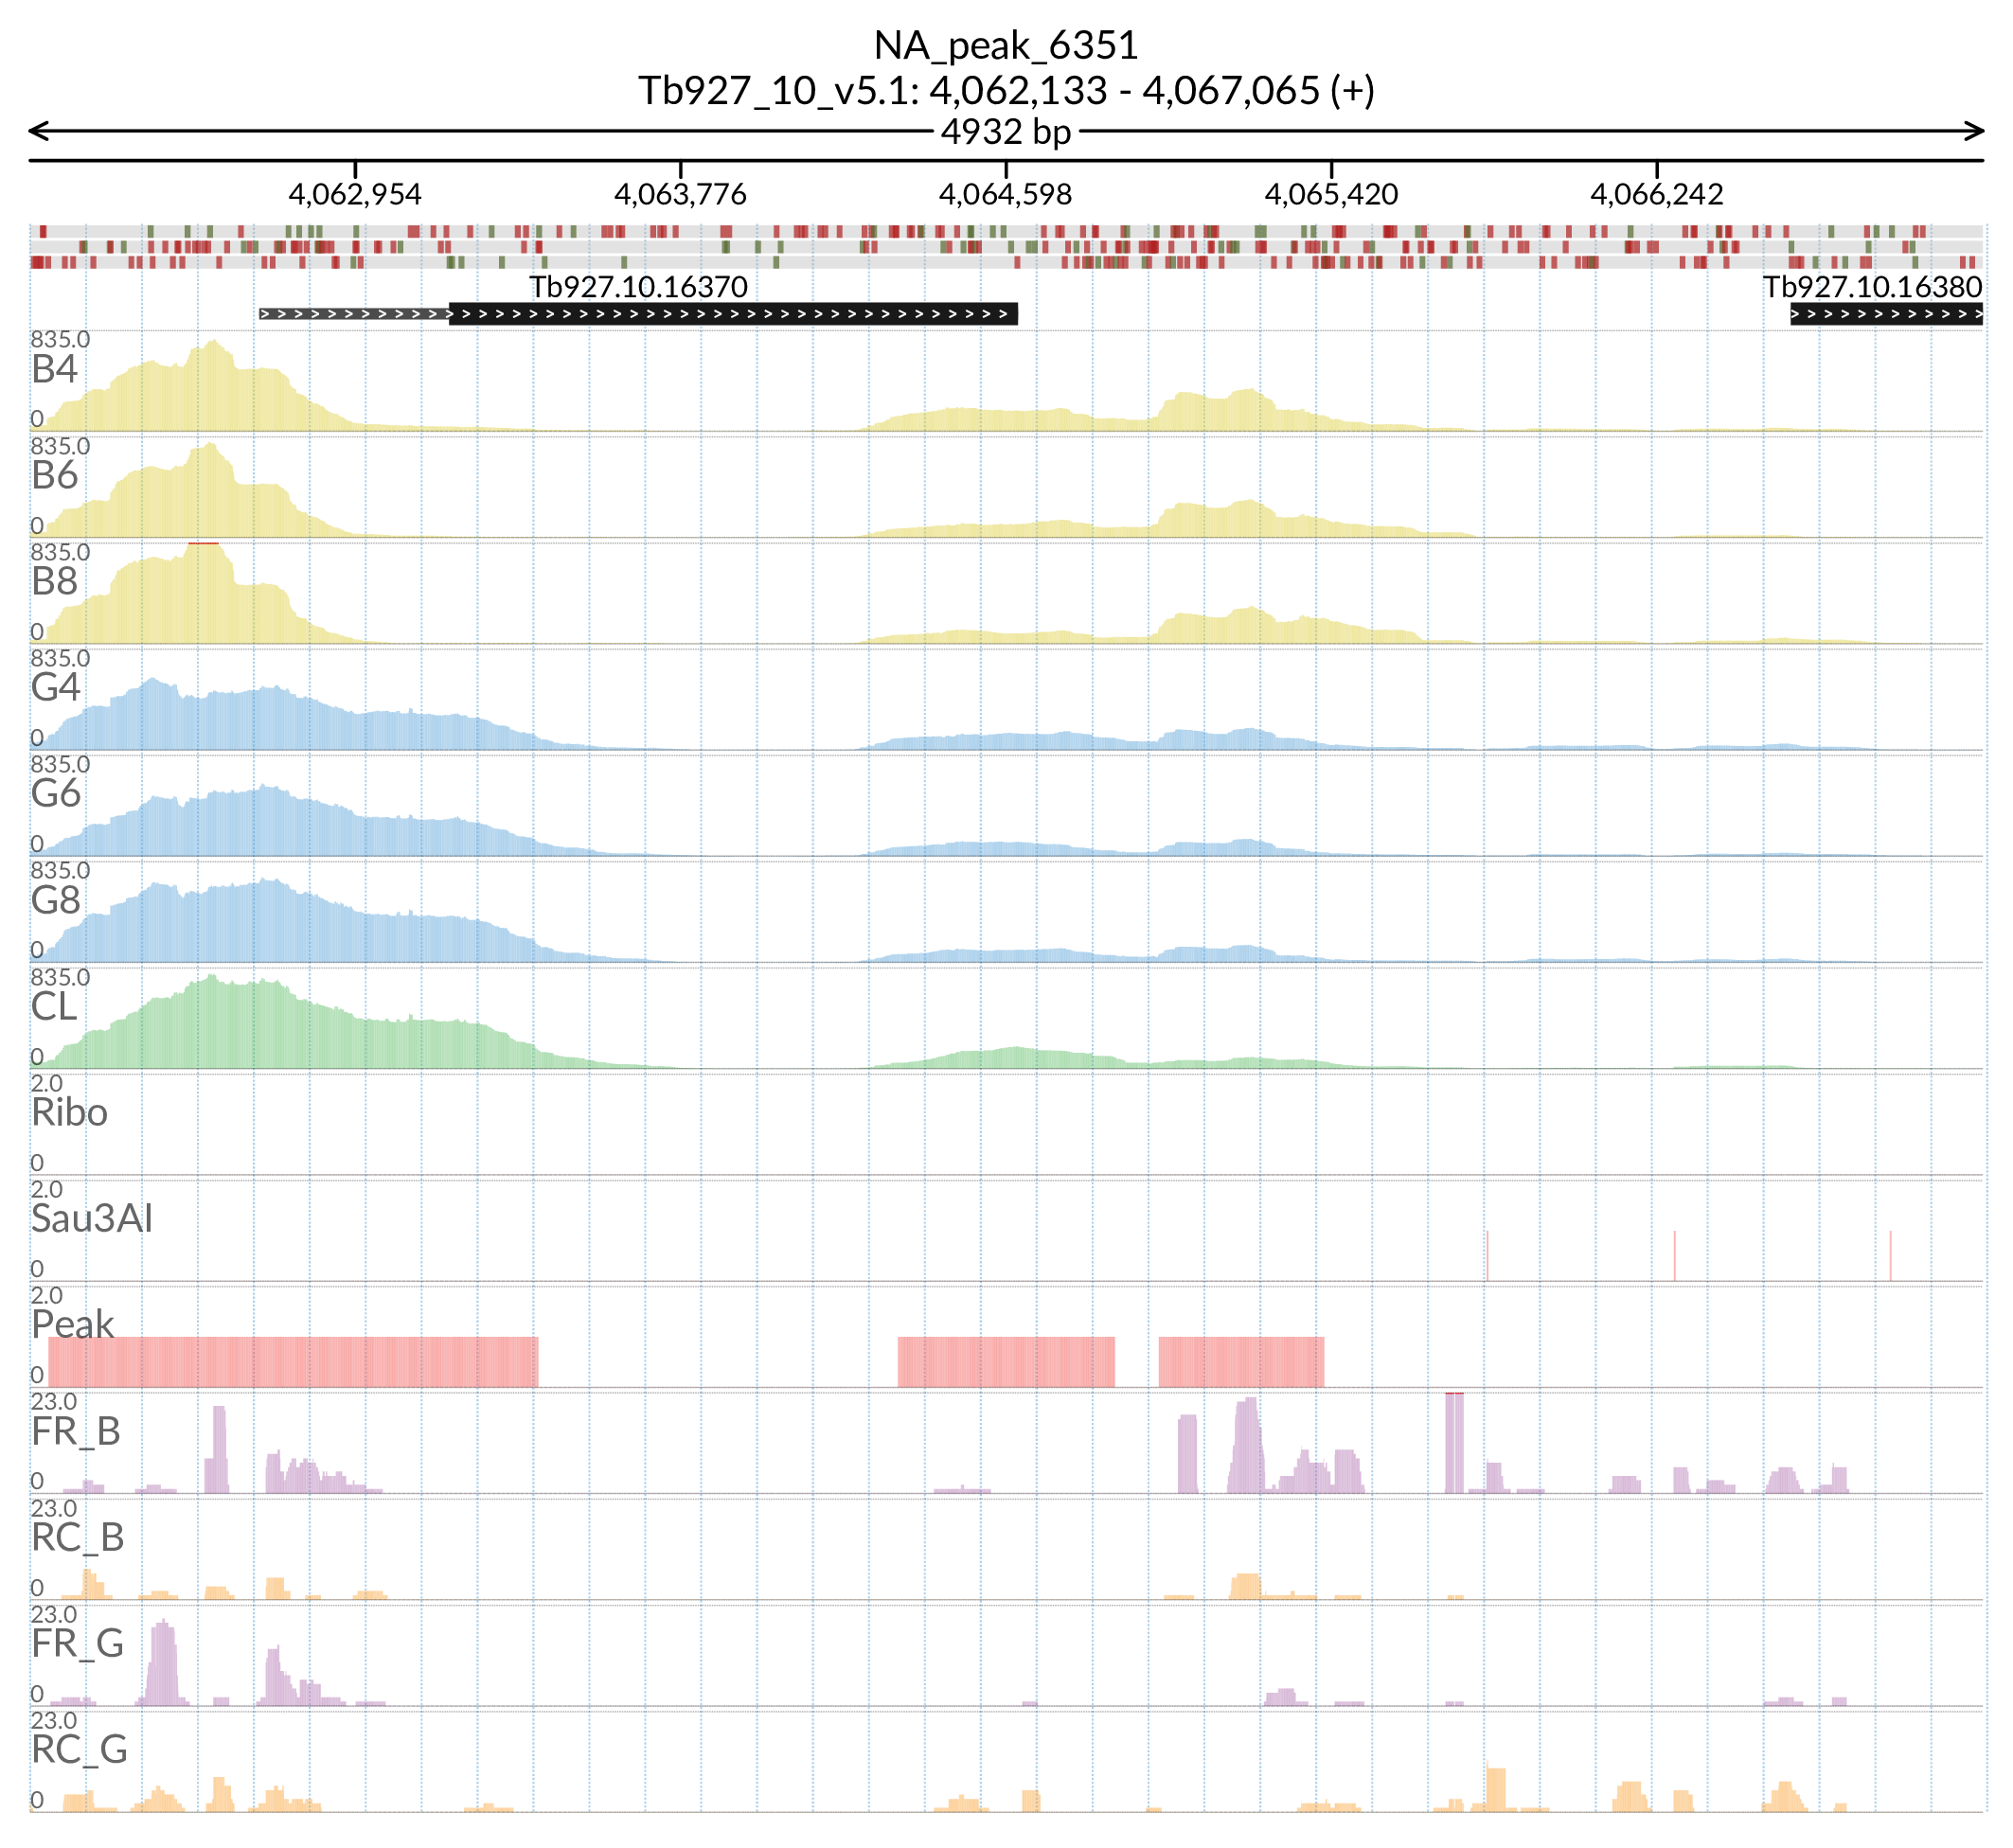 NA_peak_6351
Tb927_10_v5.1: 4,062,133 - 4,067,065 (+)
4932 bp
4,062,954 4,063,776 4,064,598 4,065,420 4,066,242
Tb927.10.16370 Tb927.10.16380
835.0
B4
0
835.0
B6
0
835.0
B8
0
835.0
G4
0
835.0
G6
0
835.0
G8
0
835.0
CL
0
2.0
Ribo
0
2.0
Sau3AI
0
2.0
Peak
0
23.0
FR_B
0
23.0
RC_B
0
23.0
FR_G
0
23.0
RC_G
0